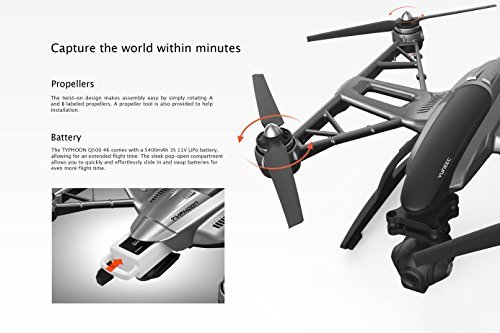 Capture the world within minutes
Propellers
The twist-on design makes assembly easy by simply rotating A
and B labeled propellers. A propeller tool is also provided to help
installation.
Battery
The TYPHOON Q500 4K comes with a 5400mAh 3S 11V LiPo battery,
allowing for an extended flight time. The sleek pop-open compartment
allows you to quickly and effortlessly slide in and swap batteries for
even more flight time.
TYPHOON
YUNEEC